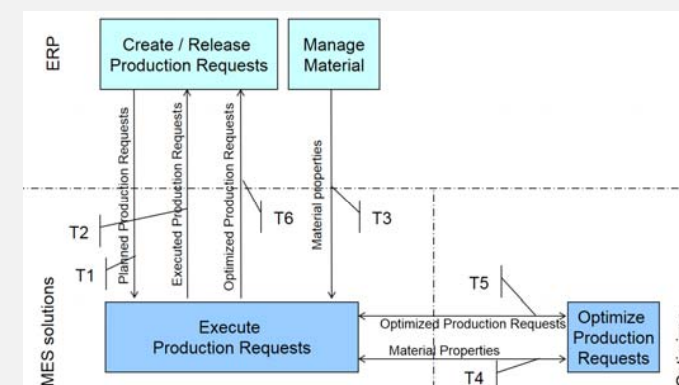 ERP
Create / Release
Production Requests
Manage
Material
Planned Production Requests
Executed Production Requests
Optimized Production Requests
Material properties
T2
T6
T3
T1
MES solutions
Execute
Production Requests
T5
Optimized Production Requests
Optimize
Production
Requests
Material Properties
T4